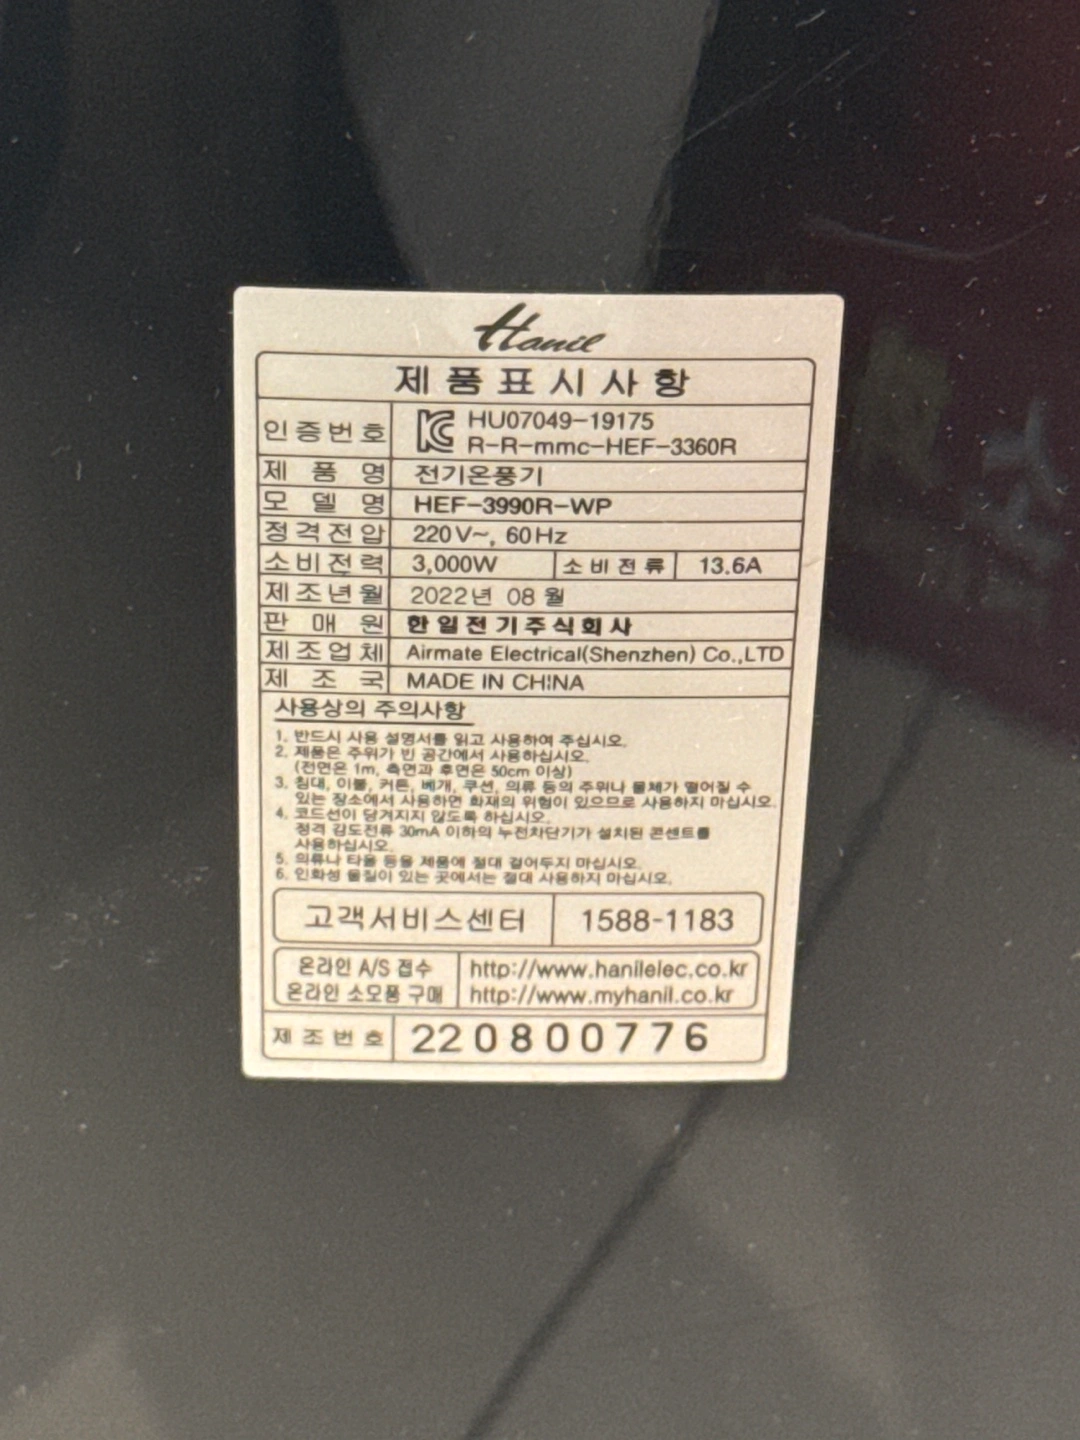 Hanil
제품표시사항
인증번호 HU07049-19175
R-R-mmc-HEF-3360R
제품명 전기온풍기
모델명 HEF-3990R-WP
정격전압 220V~, 60Hz
소비전력 3,000W 소비전류 13.6A
제조년월 2022년 08월
판매원 한일전기주식회사
제조업체 Airmate Electrical(Shenzhen) Co.,LTD
제조국 MADE IN CHINA
사용상의 주의사항
1. 반드시 사용 설명서를 읽고 사용하여 주십시오.
2. 제품은 주위가 빈 공간에서 사용하십시오.
(전면은 1m, 측면과 후면은 50cm 이상)
3. 침대, 이불, 커튼, 베개, 쿠션, 의류 등의 주위나 물체가 떨어질 수
있는 장소에서 사용하면 화재의 위험이 있으므로 사용하지 마십시오.
4. 코드선이 당겨지지 않도록 하십시오.
정격 감도전류 30mA 이하의 누전차단기가 설치된 콘센트를
사용하십시오.
5. 의류나 타올 등을 제품에 절대 걸어두지 마십시오.
6. 인화성 물질이 있는 곳에서는 절대 사용하지 마십시오.
고객서비스센터 1588-1183
온라인 A/S 접수 http://www.hanilelec.co.kr
온라인 소모품 구매 http://www.myhanil.co.kr
제조번호 220800776